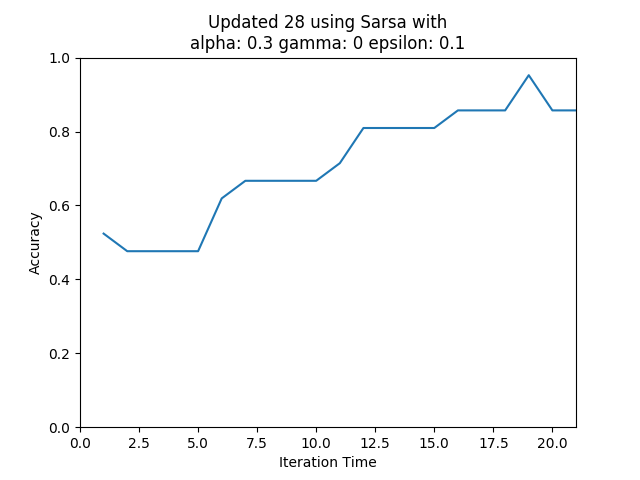 Updated 28 using Sarsa with
alpha: 0.3 gamma: 0 epsilon: 0.1
1.0
0.8
0.6
0.4
0.2
0.0
Accuracy
0.0 2.5 5.0 7.5 10.0 12.5 15.0 17.5 20.0
Iteration Time